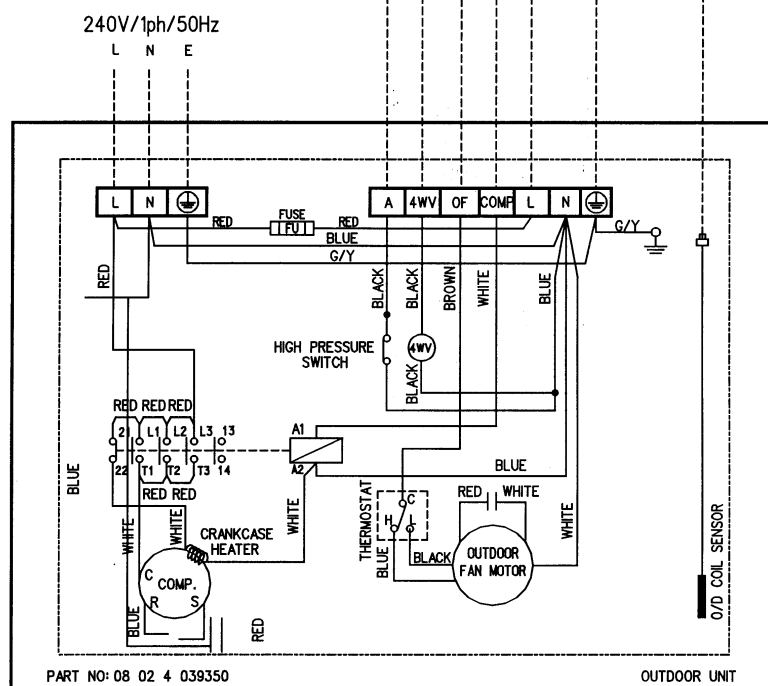 240V/1ph/50Hz
L N E
L N
A 4WV OF COMP L N
RED FUSE RED
FU
BLUE
G/Y
G/Y
RED
BLACK BLACK BROWN WHITE BLUE
HIGH PRESSURE
SWITCH
4WV
BLACK
RED RED RED
21 L1 L2 L3 13
22 T1 T2 T3 14
RED RED
A1
A2
BLUE
BLUE
WHITE
WHITE
WHITE
CRANKCASE
HEATER
THERMOSTAT
C
H L
RED WHITE
WHITE
BLUE
BLACK
OUTDOOR
FAN MOTOR
C
COMP.
R S
BLUE
RED
O/D COIL SENSOR
PART NO: 08 02 4 039350
OUTDOOR UNIT